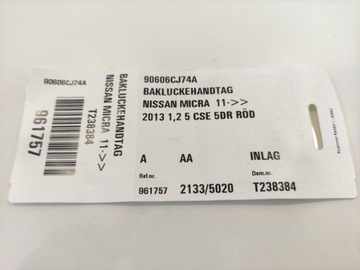 90606CJ74A
BAKLUCKEHANDTAG
NISSAN MICRA 11->>
T238384
961757
90606CJ74A
BAKLUCKEHANDTAG
NISSAN MICRA 11->>
2013 1,2 5 CSE 5DR RÖD
A AA INLAG
Ref.nr. Dem.nr.
961757 2133/5020 T238384